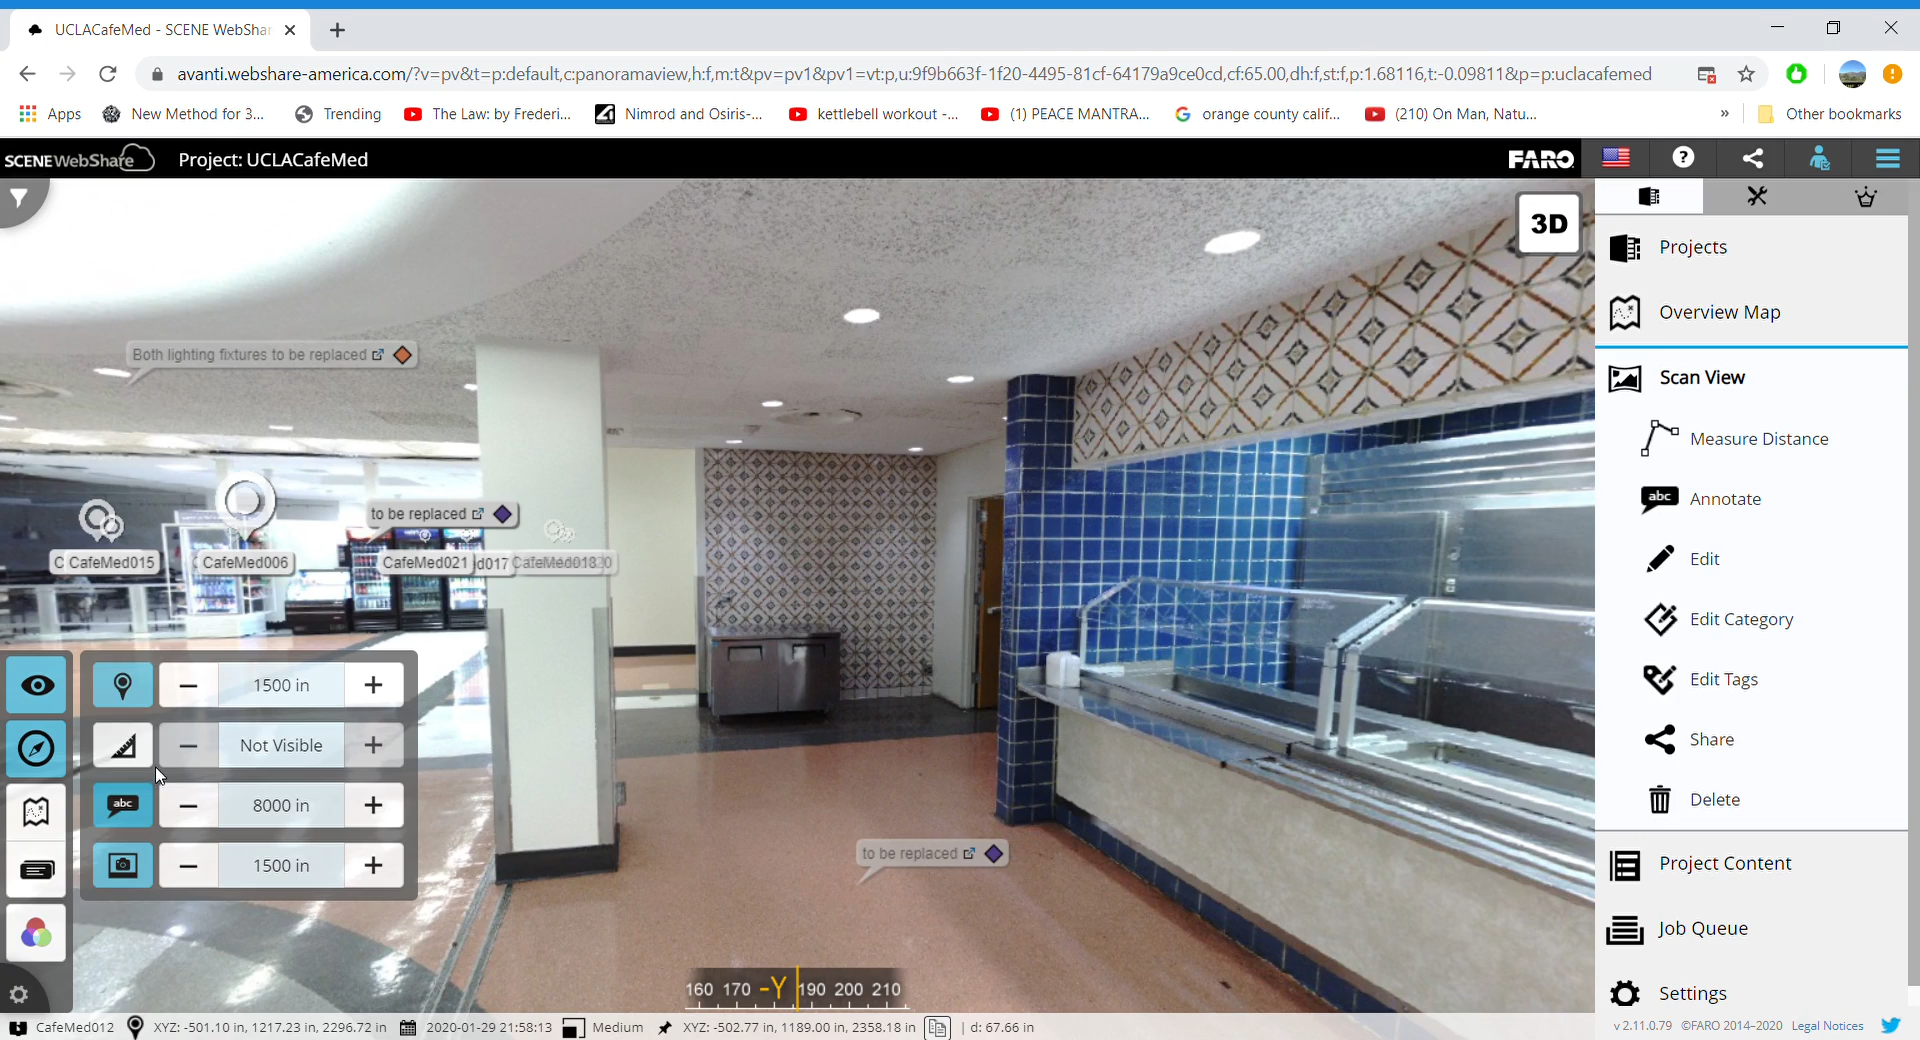 UCLACafeMed - SCENE WebShar
avanti.webshare-america.com/?v=pv&t=p:default,c:panoramaview,h:f,m:t&pv=pv1&pv1=vt:p,u:9f9b663f-1f20-4495-81cf-64179a9ce0cd,cf:65.00,dh:f,st:f,p:1.68116,t:-0.09811&p=p:uclacafemed
Apps New Method for 3... Trending The Law: by Frederi... Nimrod and Osiris-... kettlebell workout -... (1) PEACE MANTRA... orange county calif... (210) On Man, Natu... » Other bookmarks
SCENE WebShare Project: UCLACafeMed FARO
3D
Projects
Overview Map
Both lighting fixtures to be replaced
Scan View
Measure Distance
Annotate
to be replaced
CafeMed015 CafeMed006 CafeMed021 d017
Edit
Edit Category
Edit Tags
Share
Delete
1500 in
Not Visible
abc 8000 in
1500 in
to be replaced
abc
Project Content
Job Queue
Settings
160 170 -Y 190 200 210
CafeMed012 XYZ: -501.10 in, 1217.23 in, 2296.72 in 2020-01-29 21:58:13 Medium XYZ: -502.77 in, 1189.00 in, 2358.18 in | d: 67.66 in
v 2.11.0.79 ©FARO 2014–2020 Legal Notices